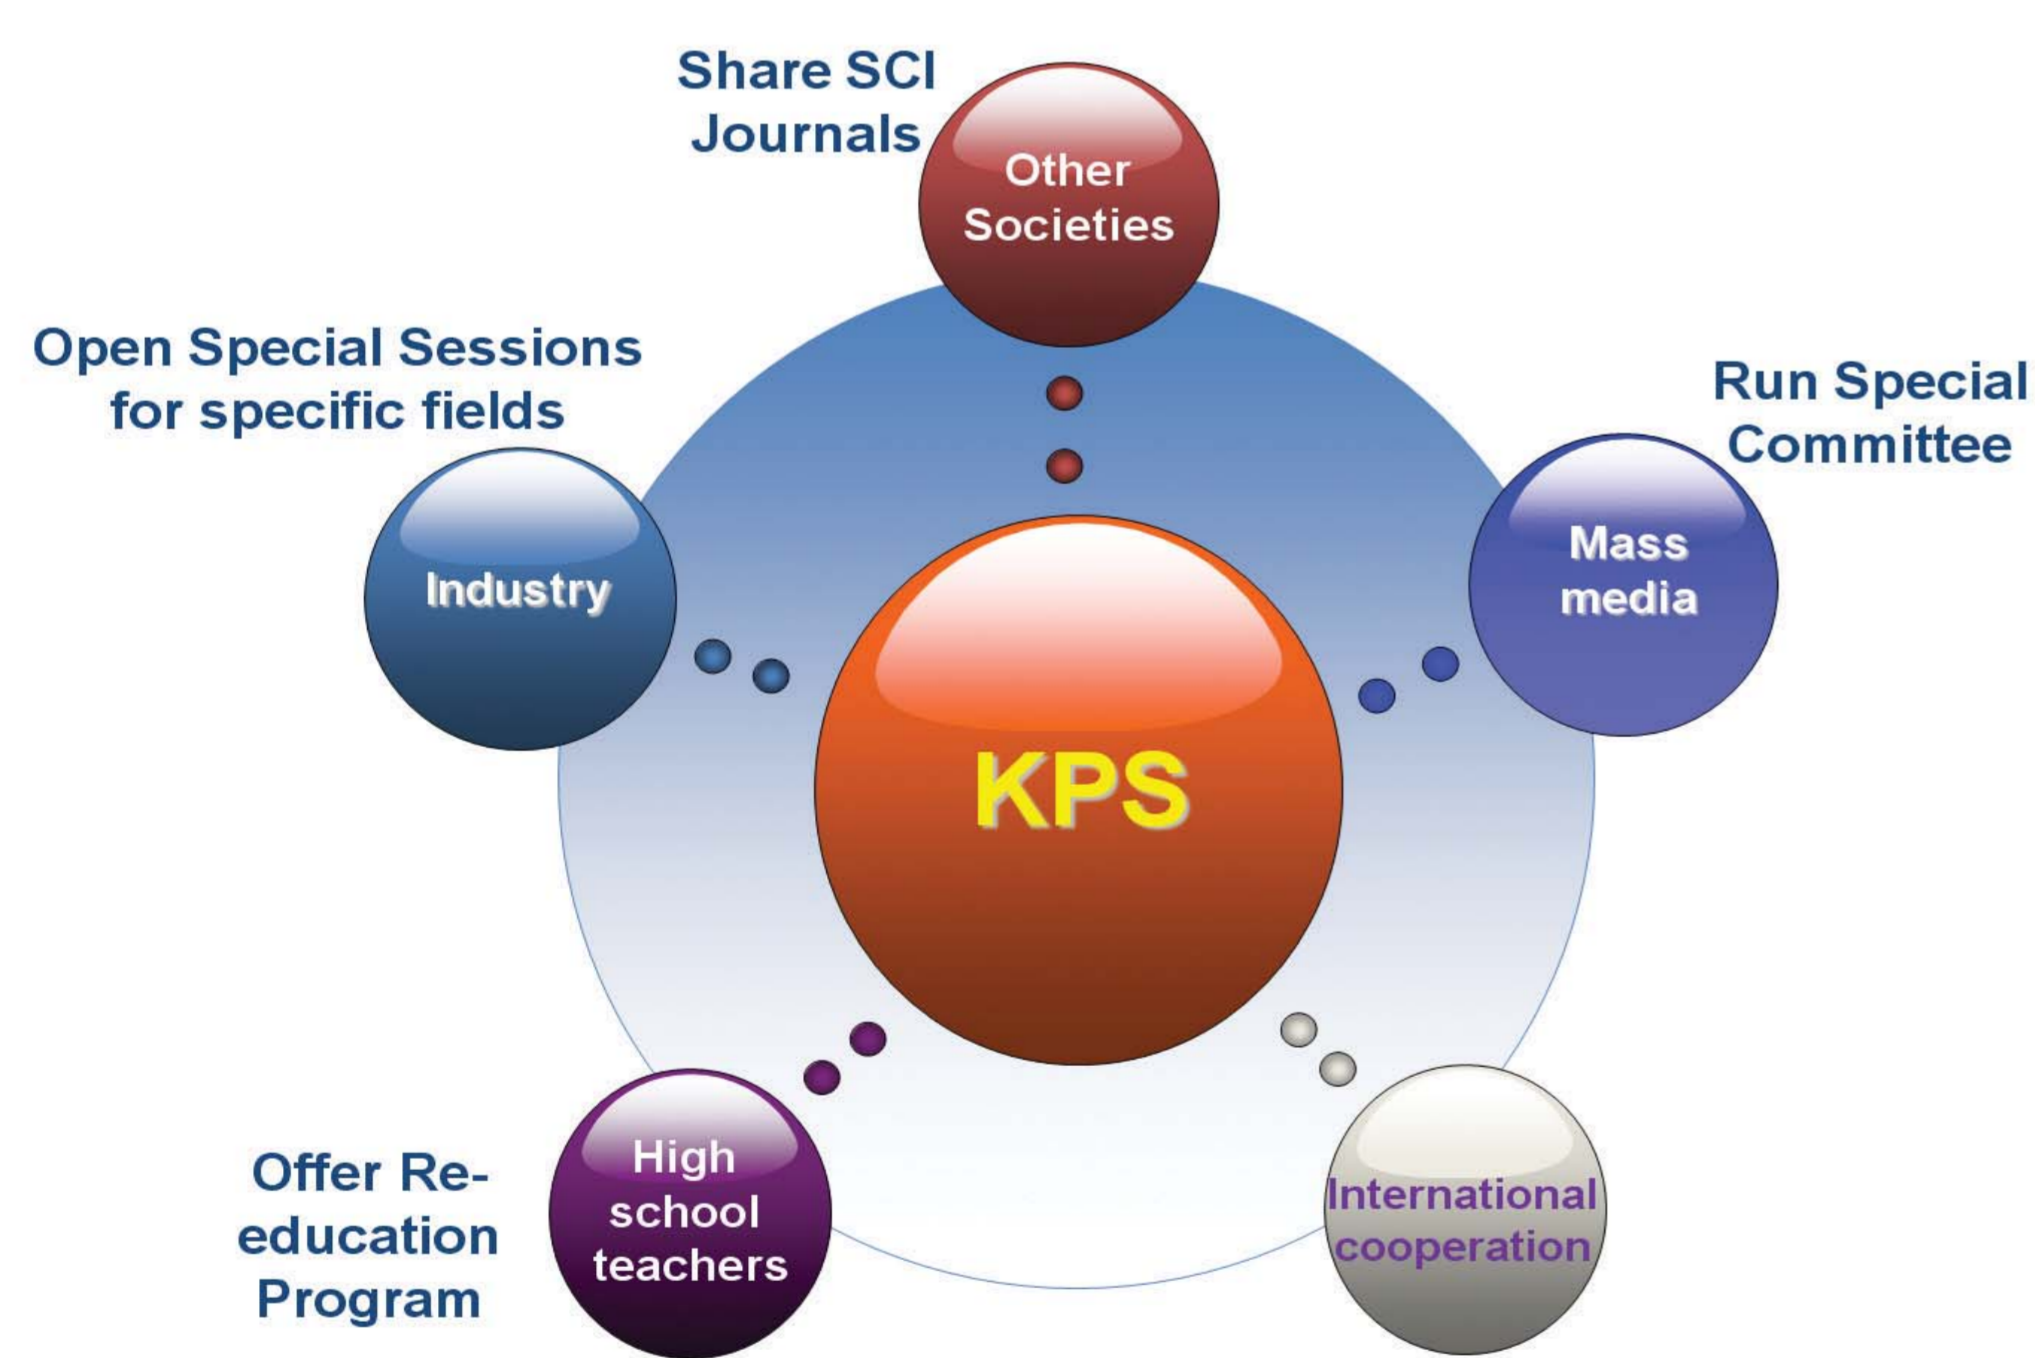 Share SCI
Journals
Other
Societies
Open Special Sessions
for specific fields
Run Special
Committee
Industry
Mass
media
KPS
Offer Re-
education
Program
High
school
teachers
International
cooperation